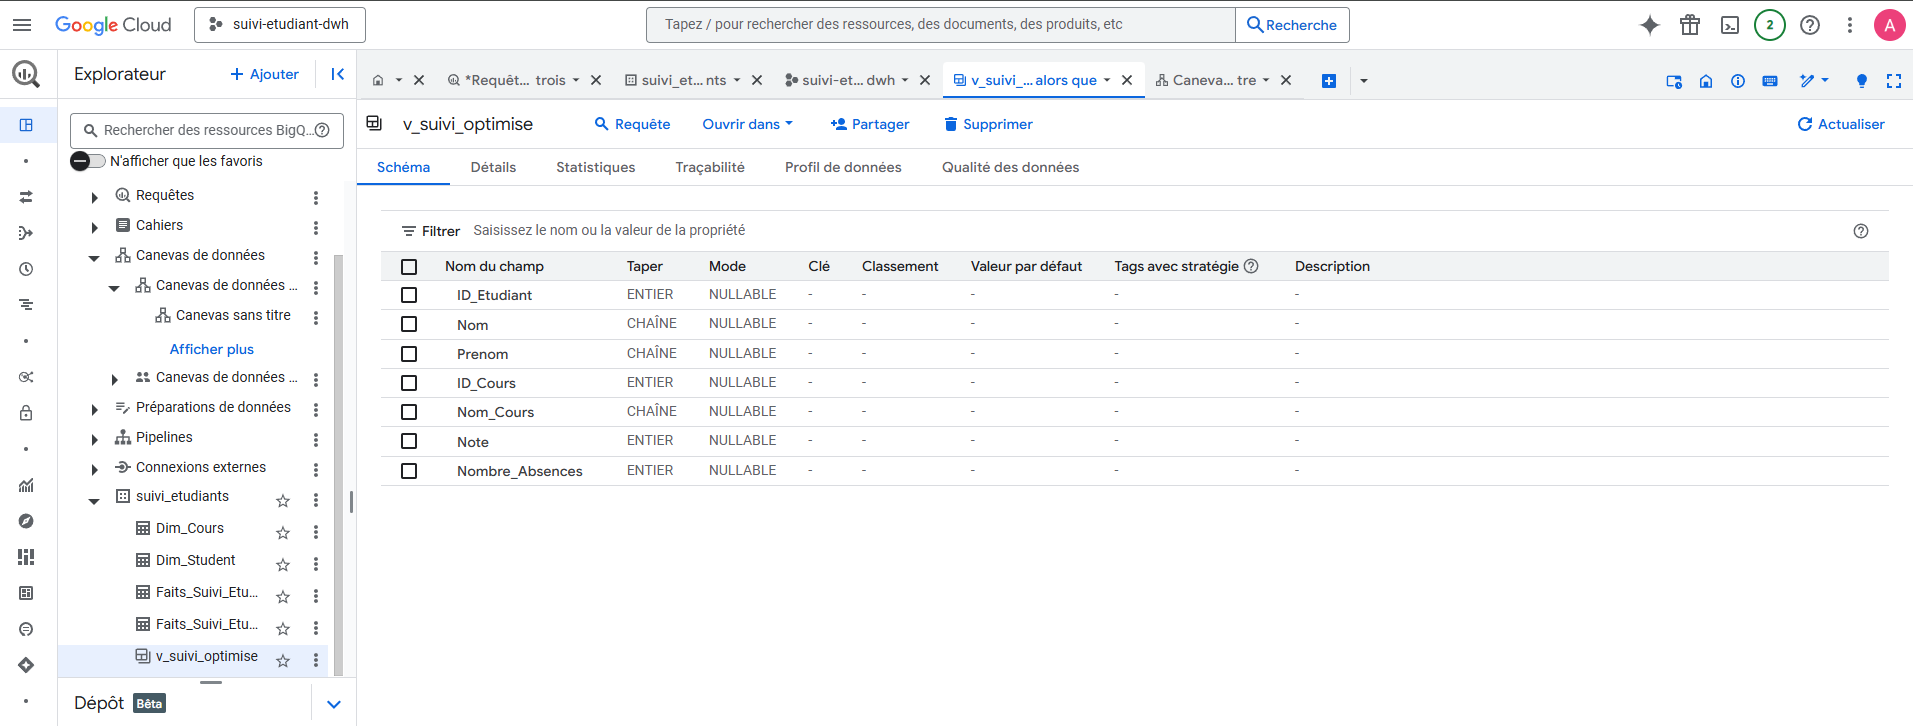 Google Cloud
suivi-etudiant-dwh
Tapez / pour rechercher des ressources, des documents, des produits, etc
Recherche
2
A
Explorateur
Ajouter
*Requêt... trois
suivi_et...nts
suivi-et...dwh
v_suivi_...alors que
Caneva... tre
Rechercher des ressources BigQ...
N'afficher que les favoris
Requêtes
Cahiers
Canevas de données
Canevas de données ...
Canevas sans titre
Afficher plus
Canevas de données ...
Préparations de données
Pipelines
Connexions externes
suivi_etudiants
Dim_Cours
Dim_Student
Faits_Suivi_Etu...
Faits_Suivi_Etu...
v_suivi_optimise
Dépôt Bêta
v_suivi_optimise
Requête
Ouvrir dans
Partager
Supprimer
Actualiser
Schéma Détails Statistiques Traçabilité Profil de données Qualité des données
Filtrer Saisissez le nom ou la valeur de la propriété
Nom du champ Taper Mode Clé Classement Valeur par défaut Tags avec stratégie Description
ID_Etudiant ENTIER NULLABLE - - - - -
Nom CHAÎNE NULLABLE - - - - -
Prenom CHAÎNE NULLABLE - - - - -
ID_Cours ENTIER NULLABLE - - - - -
Nom_Cours CHAÎNE NULLABLE - - - - -
Note ENTIER NULLABLE - - - - -
Nombre_Absences ENTIER NULLABLE - - - - -